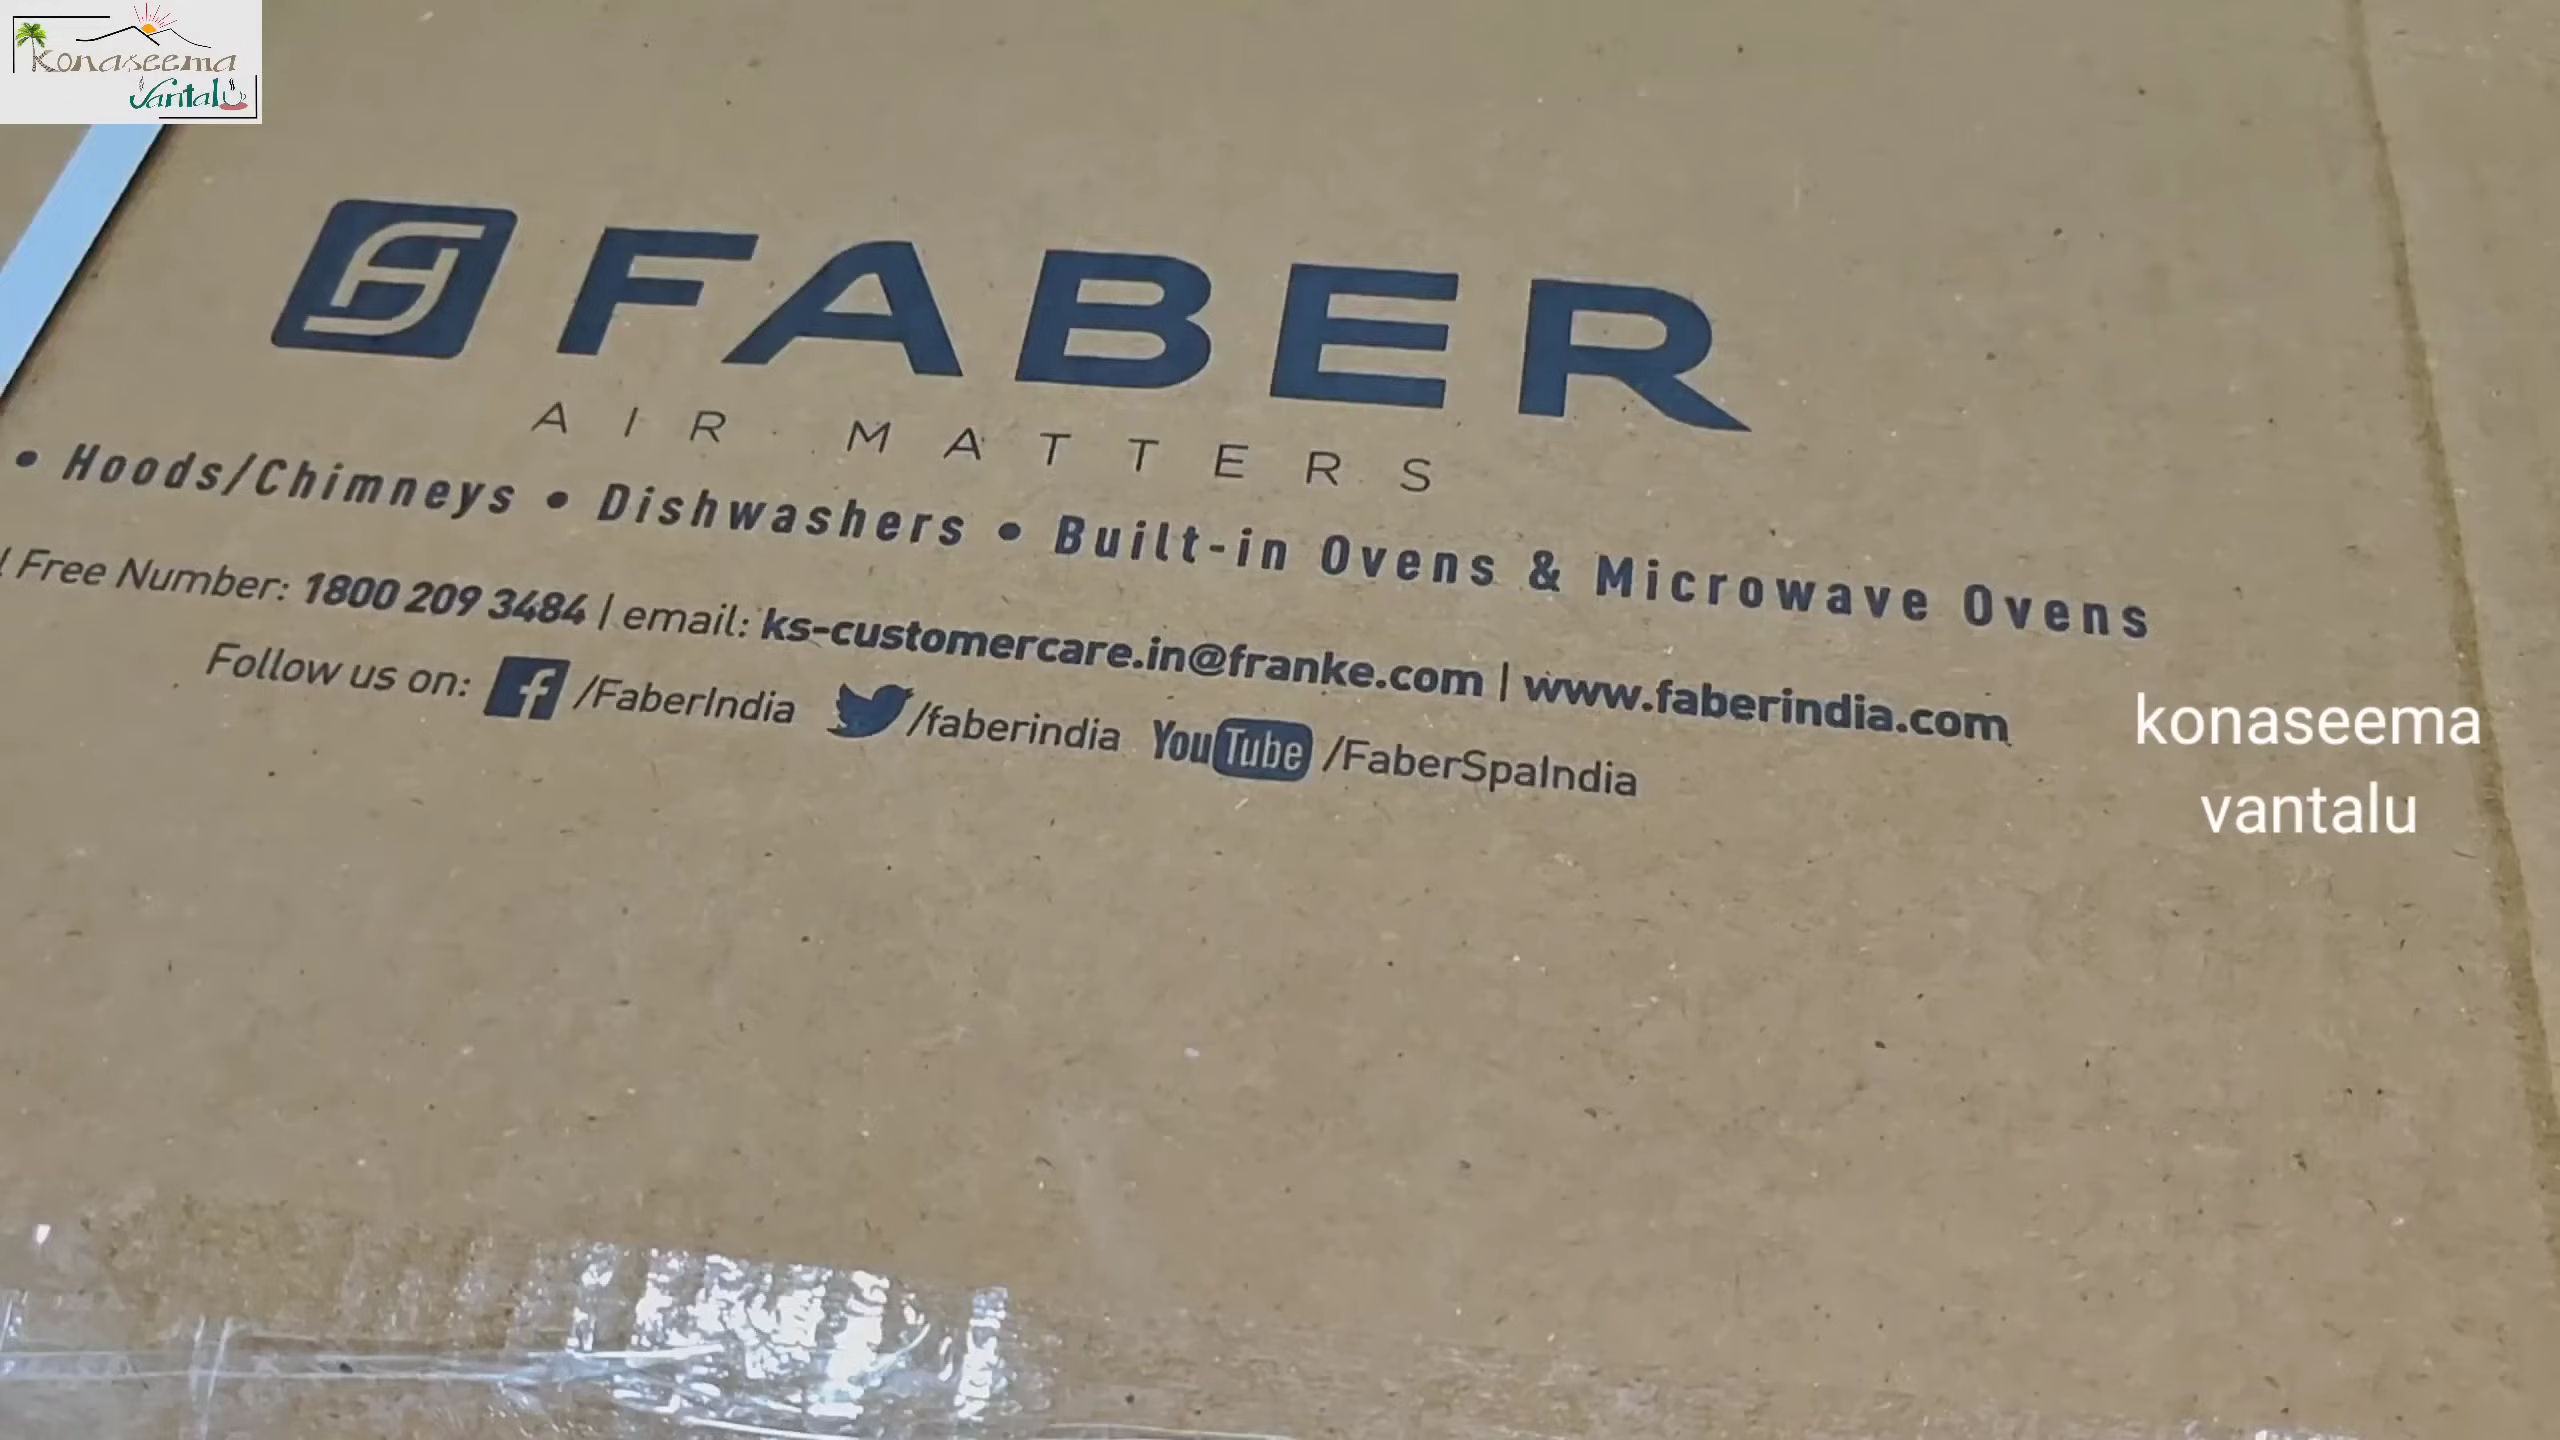 Konaseema
Vantalu
FABER
AIR MATTERS
• Hoods/Chimneys • Dishwashers • Built-in Ovens & Microwave Ovens
Free Number: 1800 209 3484 | email: ks-customercare.in@franke.com | www.faberindia.com
Follow us on: f /FaberIndia /faberindia YouTube /FaberSpaIndia
konaseema
vantalu